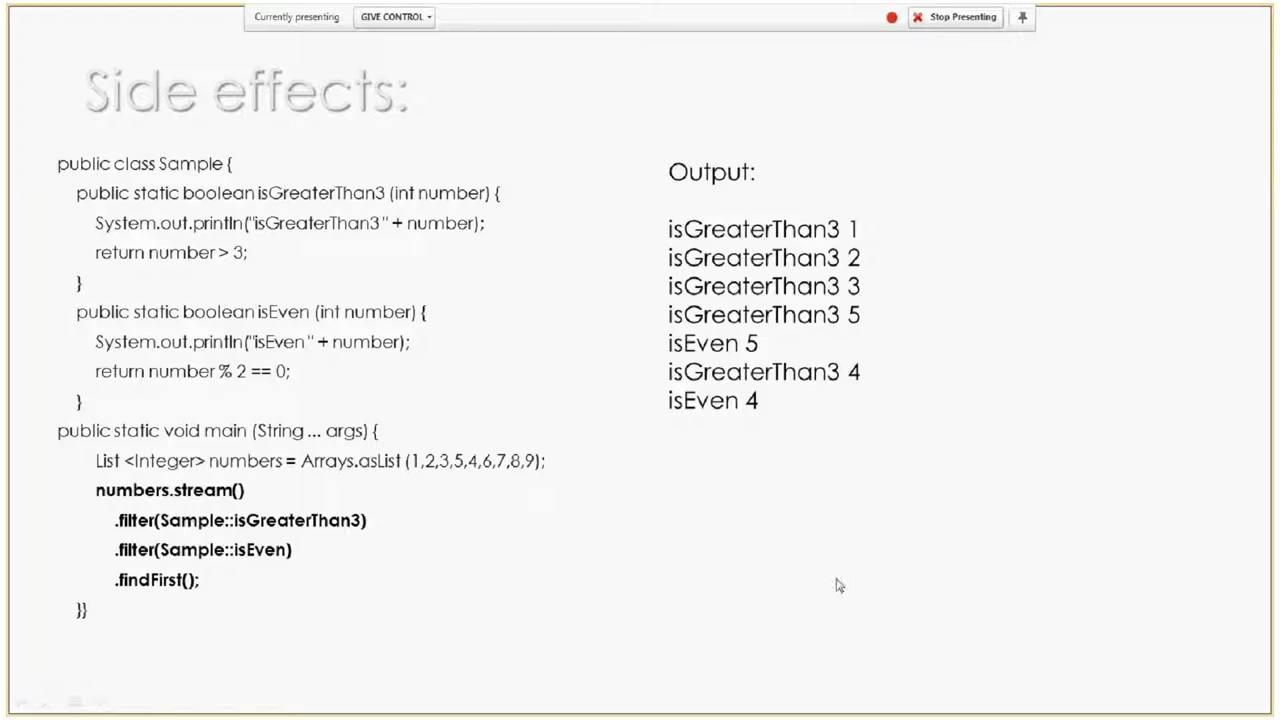 Currently presenting
GIVE CONTROL
Stop Presenting
Side effects:
public class Sample {
public static boolean isGreaterThan3 (int number) {
System.out.println("isGreaterThan3 " + number);
return number > 3;
}
public static boolean isEven (int number) {
System.out.println("isEven " + number);
return number % 2 == 0;
}
public static void main (String ... args) {
List <Integer> numbers = Arrays.asList (1,2,3,5,4,6,7,8,9);
numbers.stream()
.filter(Sample::isGreaterThan3)
.filter(Sample::isEven)
.findFirst();
}}
Output:
isGreaterThan3 1
isGreaterThan3 2
isGreaterThan3 3
isGreaterThan3 5
isEven 5
isGreaterThan3 4
isEven 4